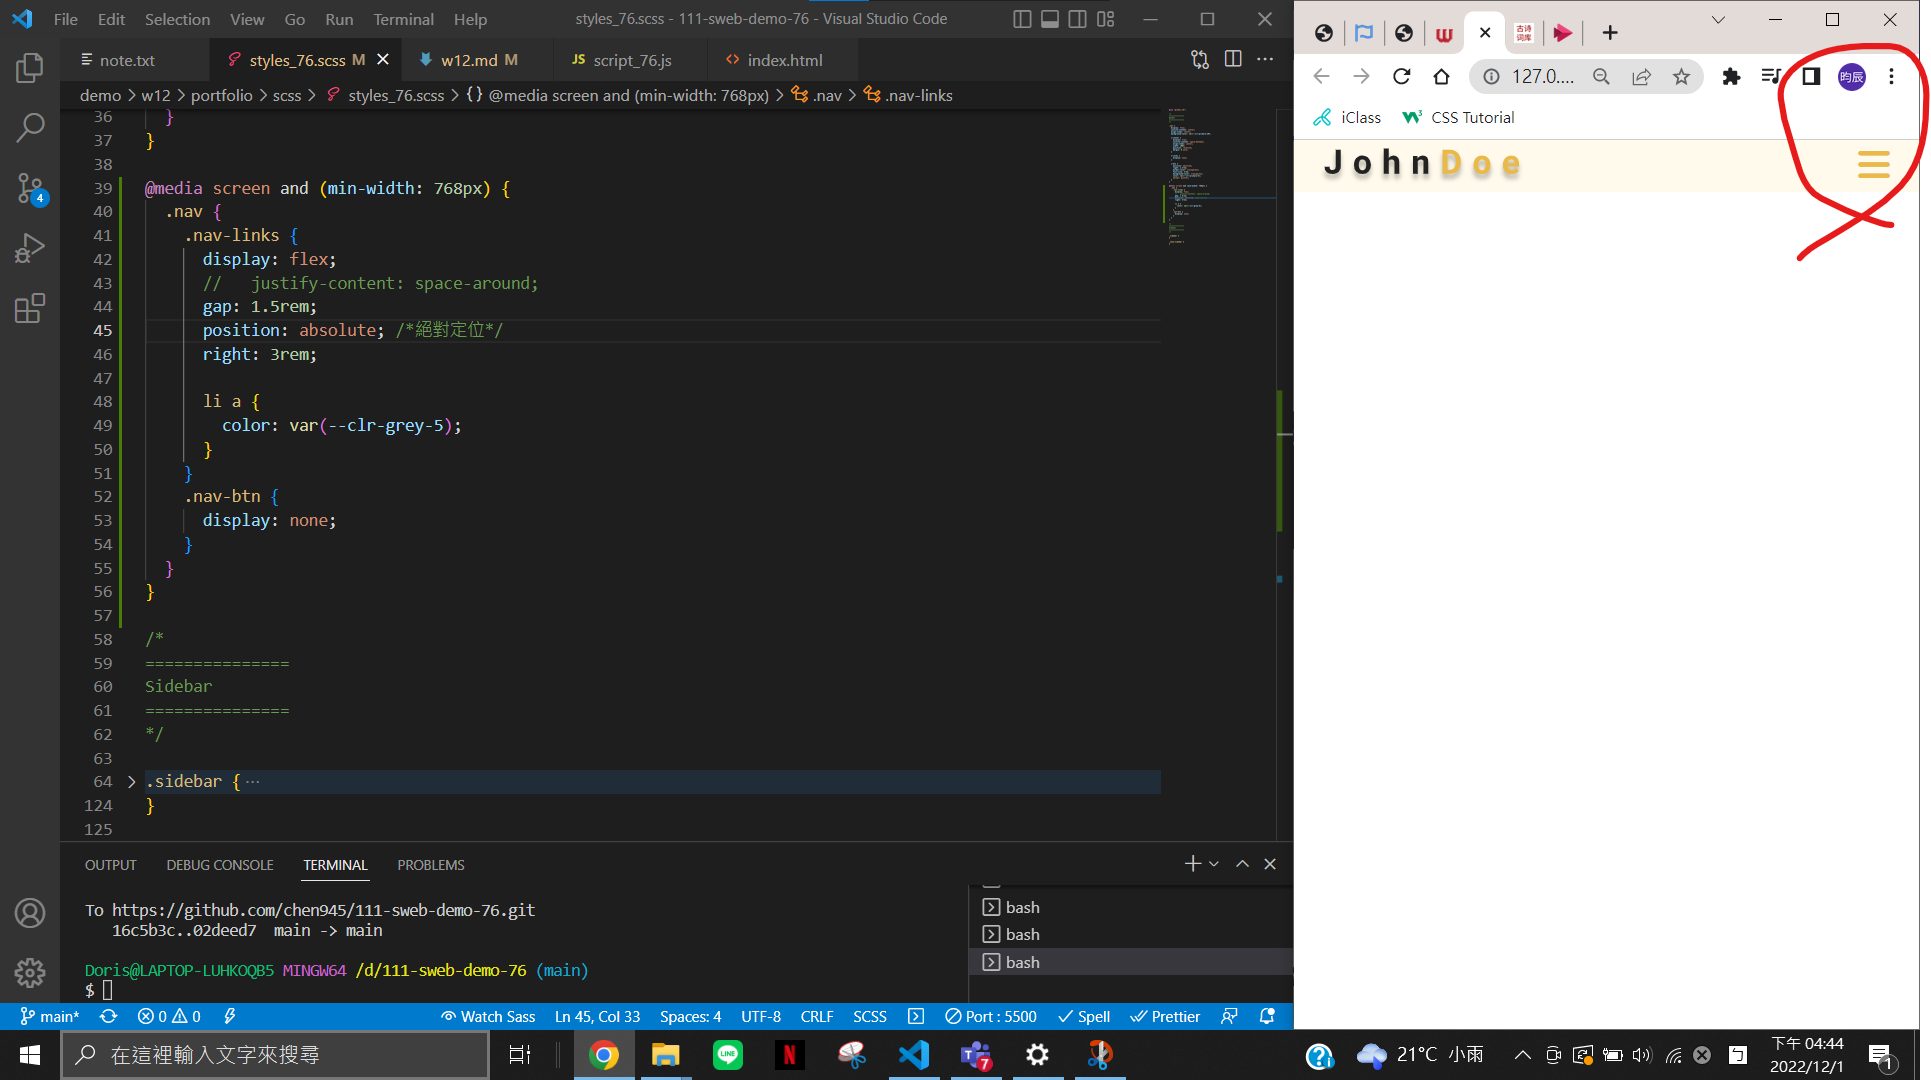 File Edit Selection View Go Run Terminal Help
styles_76.scss - 111-sweb-demo-76 - Visual Studio Code
note.txt
styles_76.scss M
w12.md M
JS script_76.js
index.html
demo > w12 > portfolio > scss > styles_76.scss > {} @media screen and (min-width: 768px) > .nav > .nav-links
36 }
37 }
38
39 @media screen and (min-width: 768px) {
40 .nav {
41 .nav-links {
42 display: flex;
43 // justify-content: space-around;
44 gap: 1.5rem;
45 position: absolute; /*絕對定位*/
46 right: 3rem;
47
48 li a {
49 color: var(--clr-grey-5);
50 }
51 }
52 .nav-btn {
53 display: none;
54 }
55 }
56 }
57
58 /*
59 ===============
60 Sidebar
61 ===============
62 */
63
64 .sidebar { ...
124 }
125
4
OUTPUT DEBUG CONSOLE TERMINAL PROBLEMS
To https://github.com/chen945/111-sweb-demo-76.git
16c5b3c..02deed7 main -> main
Doris@LAPTOP-LUHKOQB5 MINGW64 /d/111-sweb-demo-76 (main)
$
bash
bash
bash
main* 0 0 Watch Sass Ln 45, Col 33 Spaces: 4 UTF-8 CRLF SCSS Port : 5500 Spell Prettier
古诗
词库
127.0....
昀辰
iClass
W3 CSS Tutorial
JohnDoe
在這裡輸入文字來搜尋
LINE
N
7
21°C 小雨
下午 04:44
2022/12/1
1